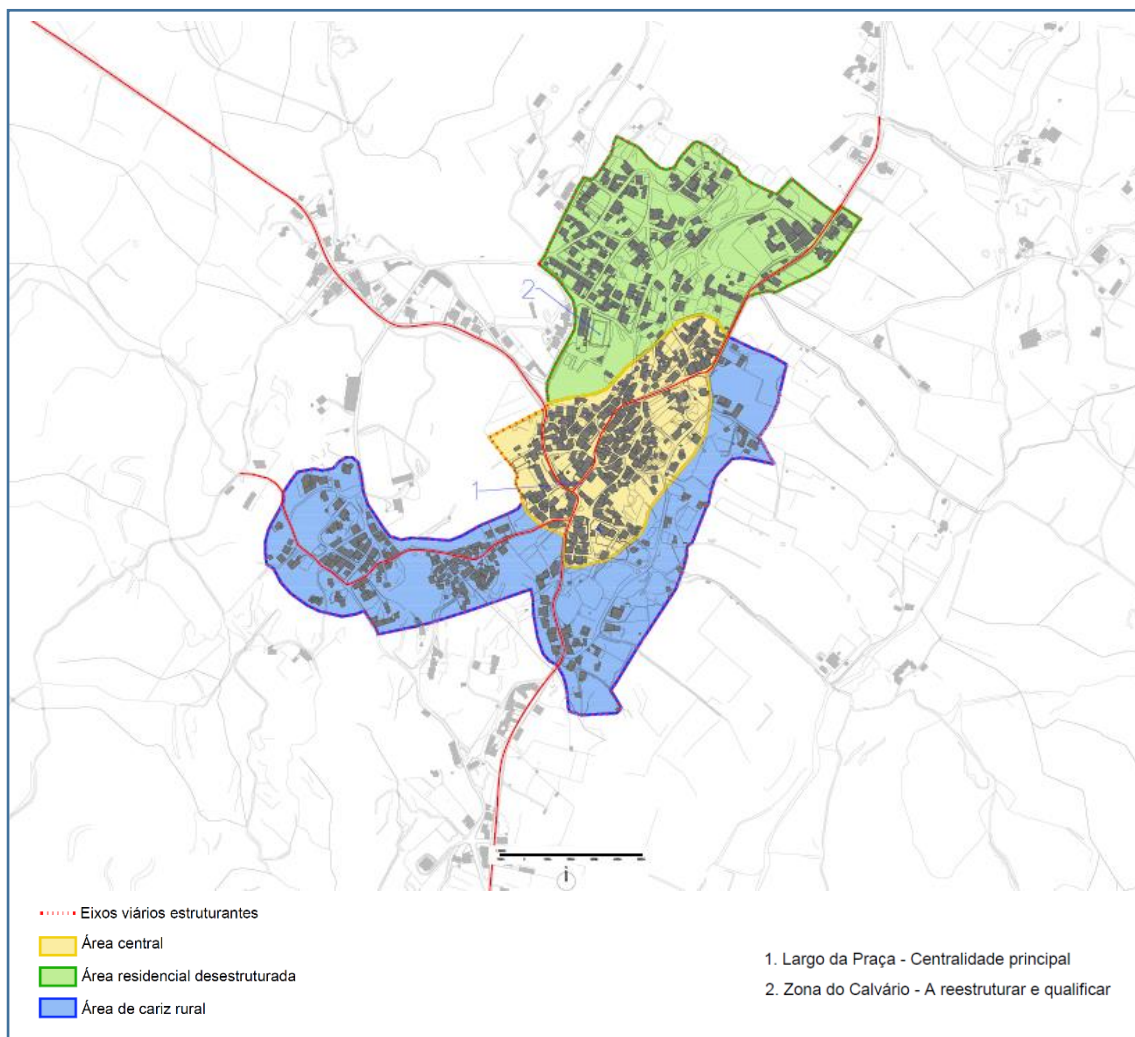 2
1
Eixos viários estruturantes
Área central
Área residencial desestruturada
Área de cariz rural
1. Largo da Praça - Centralidade principal
2. Zona do Calvário - A reestruturar e qualificar